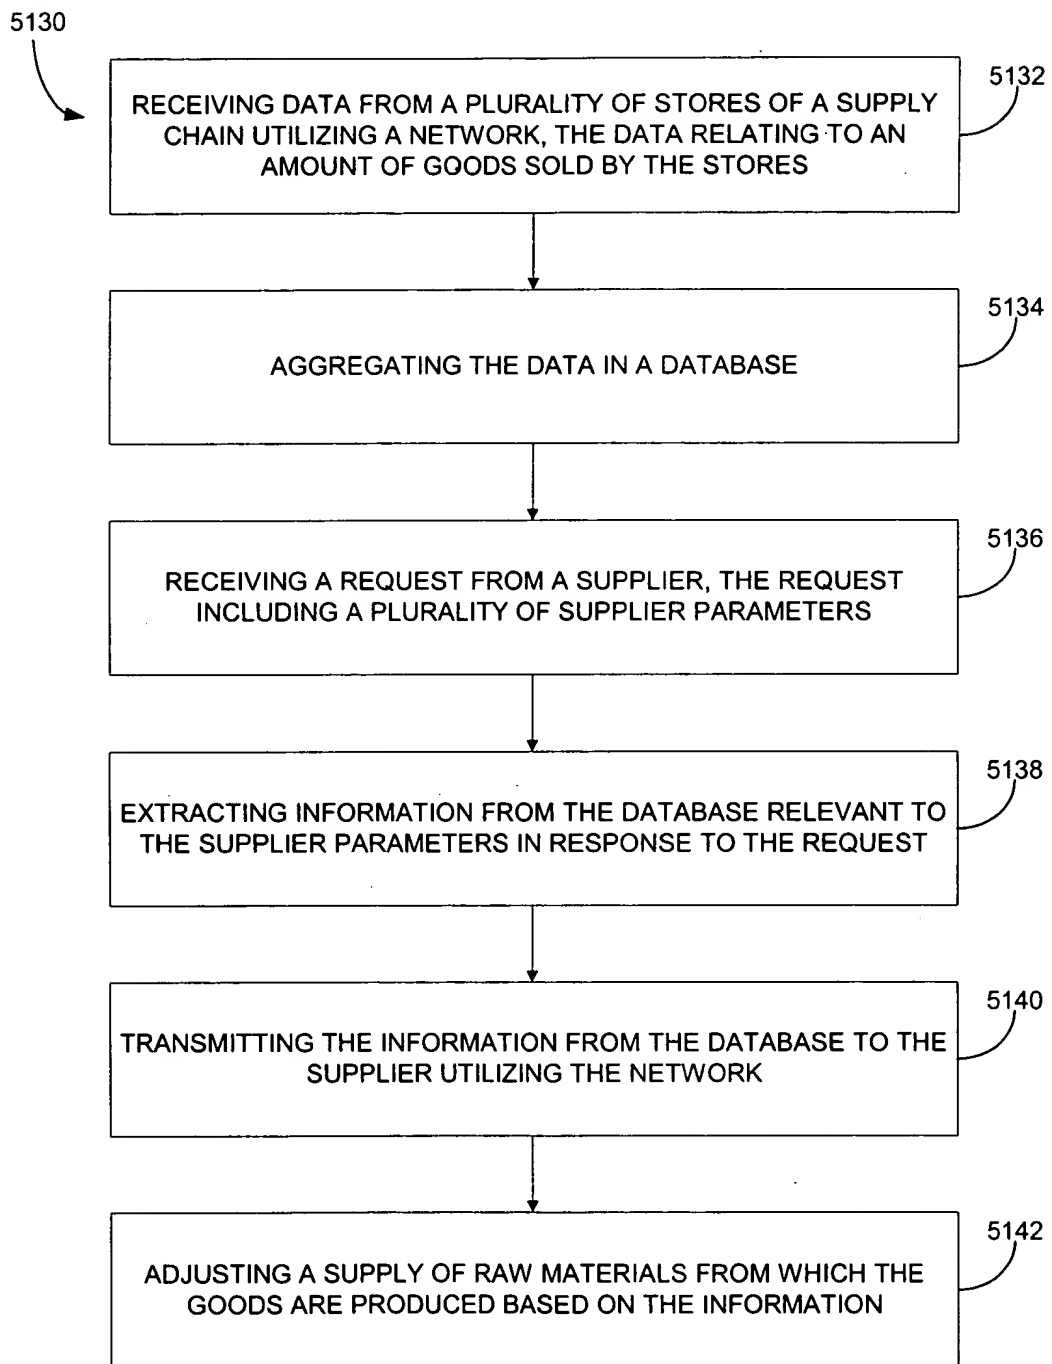 5130
5132
RECEIVING DATA FROM A PLURALITY OF STORES OF A SUPPLY
CHAIN UTILIZING A NETWORK, THE DATA RELATING TO AN
AMOUNT OF GOODS SOLD BY THE STORES
5134
AGGREGATING THE DATA IN A DATABASE
5136
RECEIVING A REQUEST FROM A SUPPLIER, THE REQUEST
INCLUDING A PLURALITY OF SUPPLIER PARAMETERS
5138
EXTRACTING INFORMATION FROM THE DATABASE RELEVANT TO
THE SUPPLIER PARAMETERS IN RESPONSE TO THE REQUEST
5140
TRANSMITTING THE INFORMATION FROM THE DATABASE TO THE
SUPPLIER UTILIZING THE NETWORK
5142
ADJUSTING A SUPPLY OF RAW MATERIALS FROM WHICH THE
GOODS ARE PRODUCED BASED ON THE INFORMATION